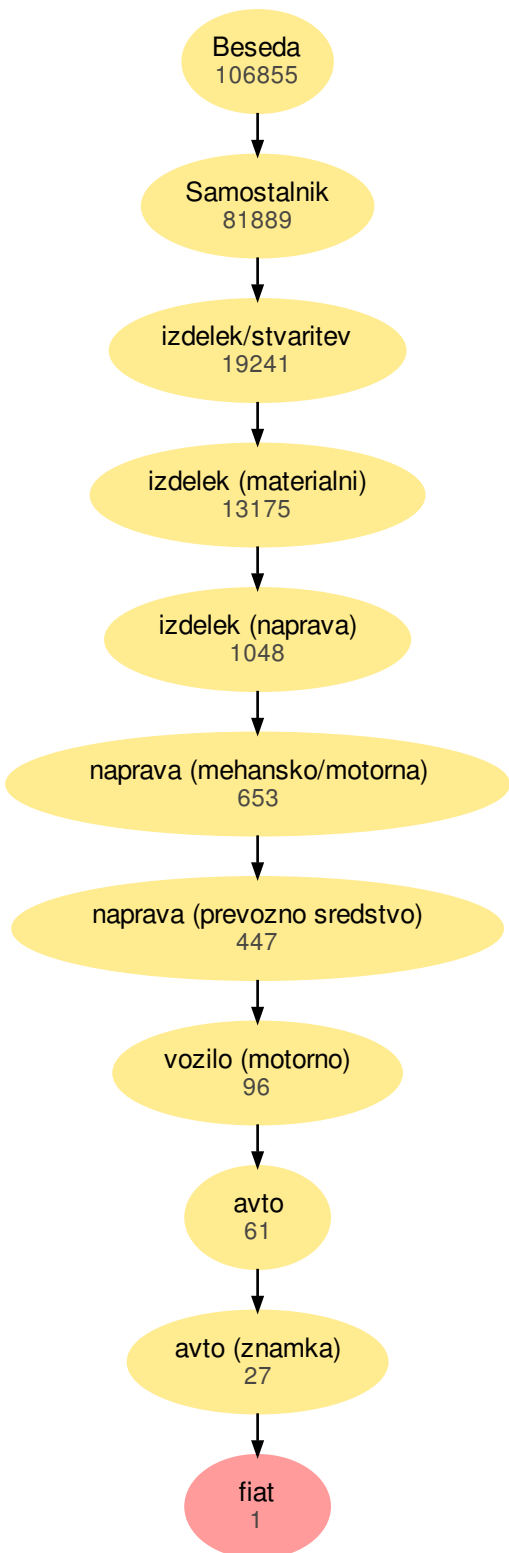 Beseda
106855
Samostalnik
81889
izdelek/stvaritev
19241
izdelek (materialni)
13175
izdelek (naprava)
1048
naprava (mehansko/motorna)
653
naprava (prevozno sredstvo)
447
vozilo (motorno)
96
avto
61
avto (znamka)
27
fiat
1